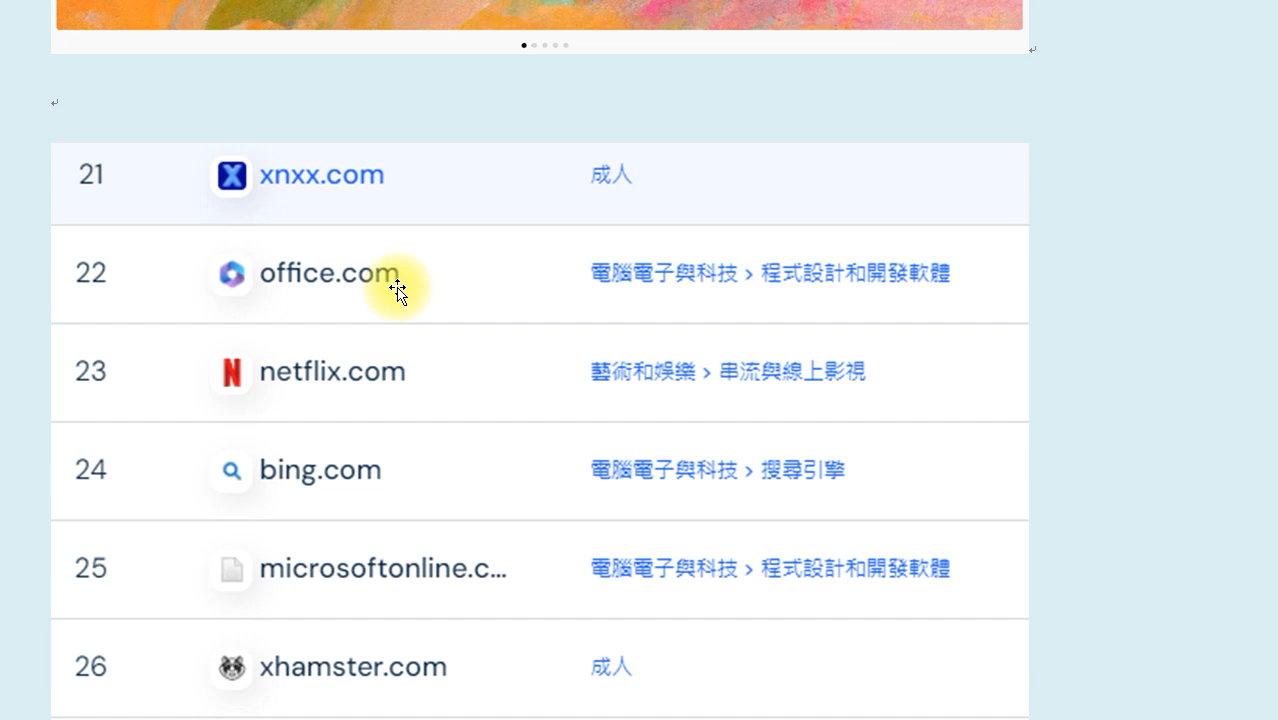 21 xnxx.com 成人
22 office.com 電腦電子與科技 > 程式設計和開發軟體
23 netflix.com 藝術和娛樂 > 串流與線上影視
24 bing.com 電腦電子與科技 > 搜尋引擎
25 microsoftonline.c... 電腦電子與科技 > 程式設計和開發軟體
26 xhamster.com 成人